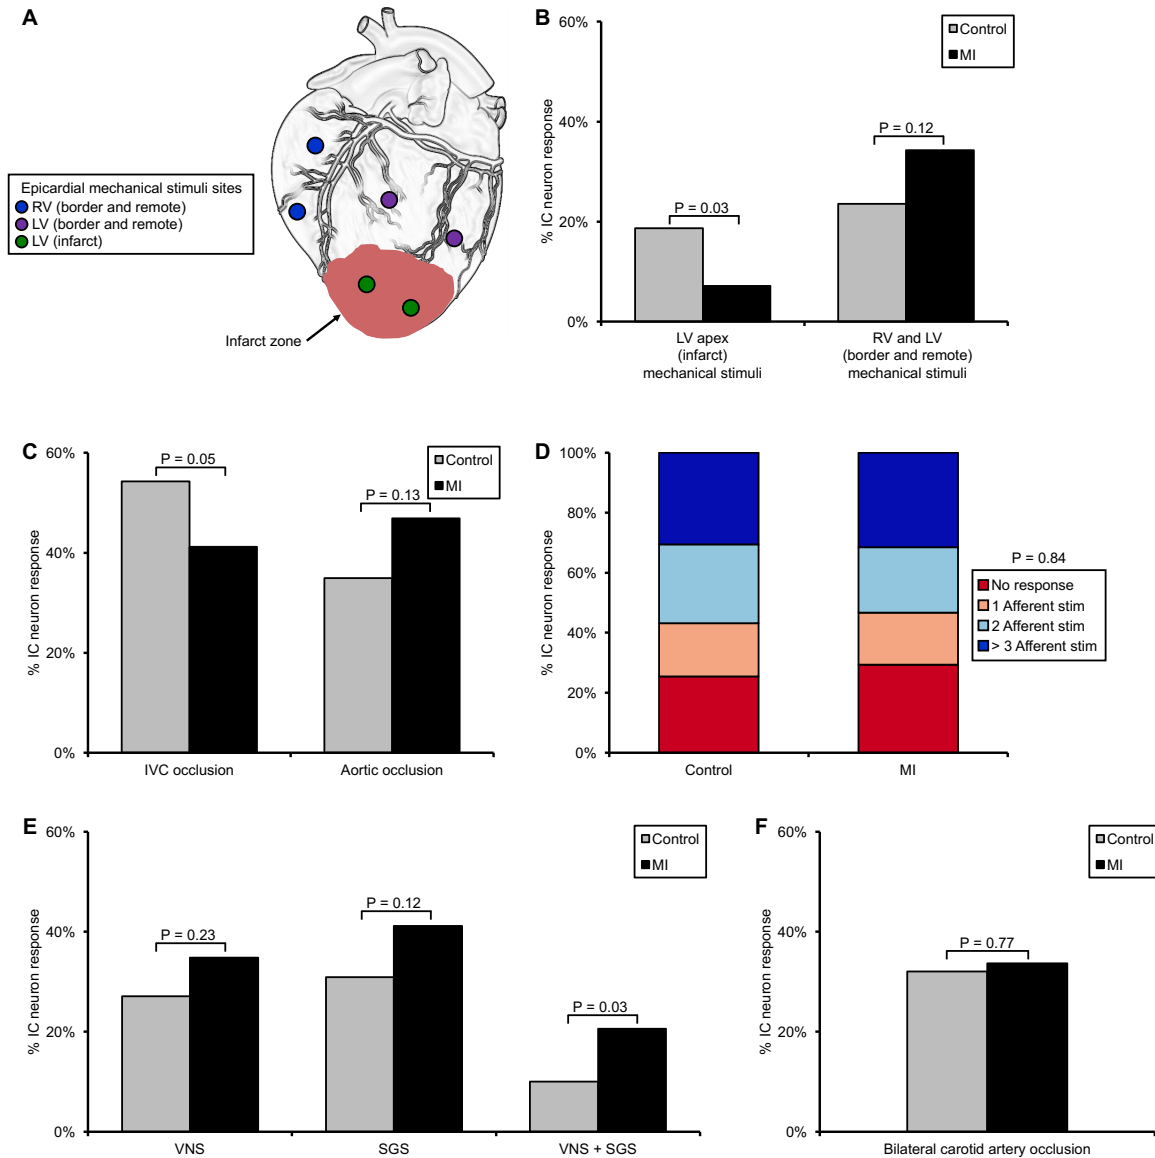 A
Epicardial mechanical stimuli sites
RV (border and remote)
LV (border and remote)
LV (infarct)
Infarct zone
B
60%
40%
20%
0%
% IC neuron response
Control
MI
P = 0.03
P = 0.12
LV apex
(infarct)
mechanical stimuli
RV and LV
(border and remote)
mechanical stimuli
C
60%
40%
20%
0%
% IC neuron response
Control
MI
P = 0.05
P = 0.13
IVC occlusion
Aortic occlusion
D
100%
80%
60%
40%
20%
0%
% IC neuron response
P = 0.84
No response
1 Afferent stim
2 Afferent stim
> 3 Afferent stim
Control
MI
E
60%
40%
20%
0%
% IC neuron response
Control
MI
P = 0.23
P = 0.12
P = 0.03
VNS
SGS
VNS + SGS
F
60%
40%
20%
0%
% IC neuron response
Control
MI
P = 0.77
Bilateral carotid artery occlusion